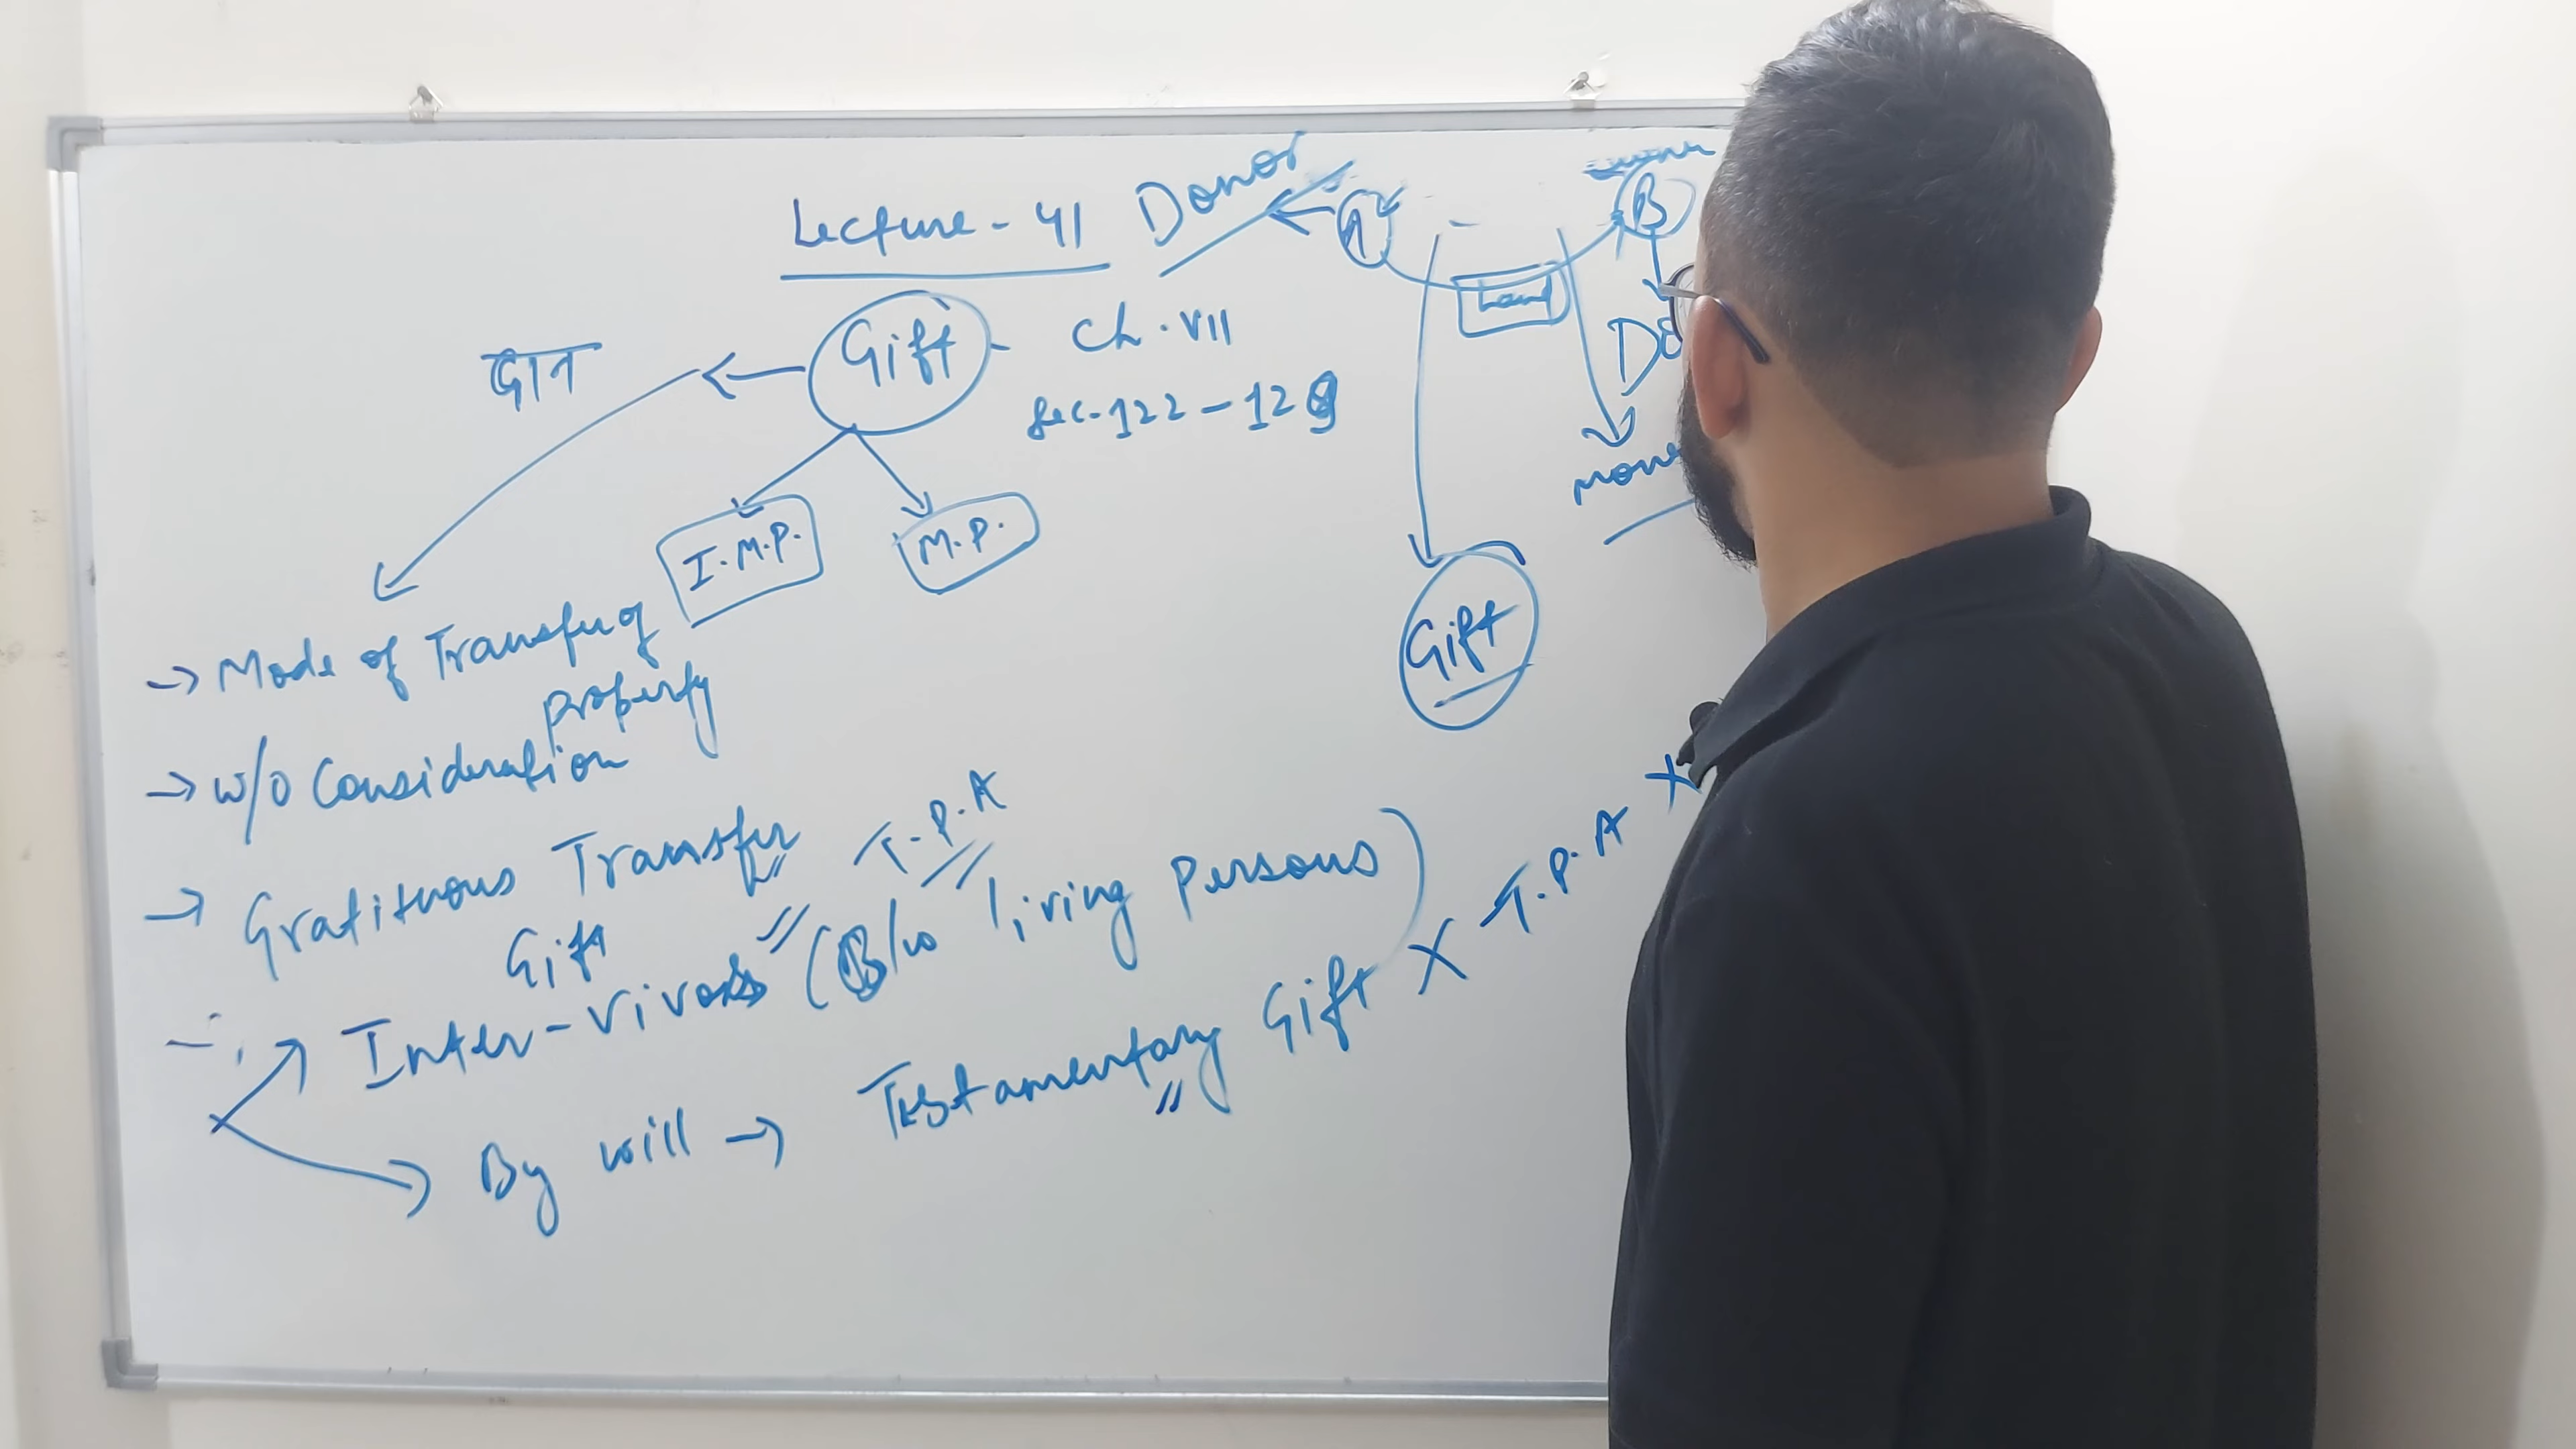 Lecture - 41
Donor
A
B
Land
दान
Gift
Ch. VII
Sec - 122 - 129
I.M.P.
M.P.
Gift
→ Mode of Transfer of
property
→ w/o Consideration
→ Gratituous Transfer
T.P.A
Gift
Inter-vivos (B/w living Persons)
By will → Testamentary Gift X T.P.A X